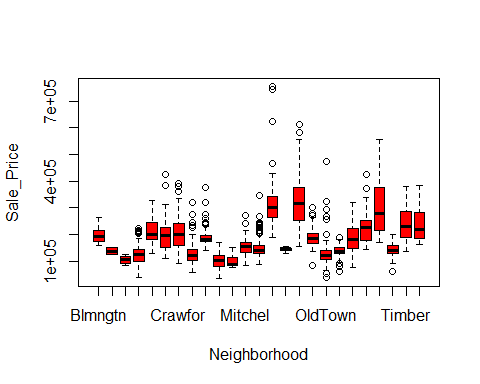 Sale_Price
7e+05
4e+05
1e+05
Blmngtn Crawfor Mitchel OldTown Timber
Neighborhood